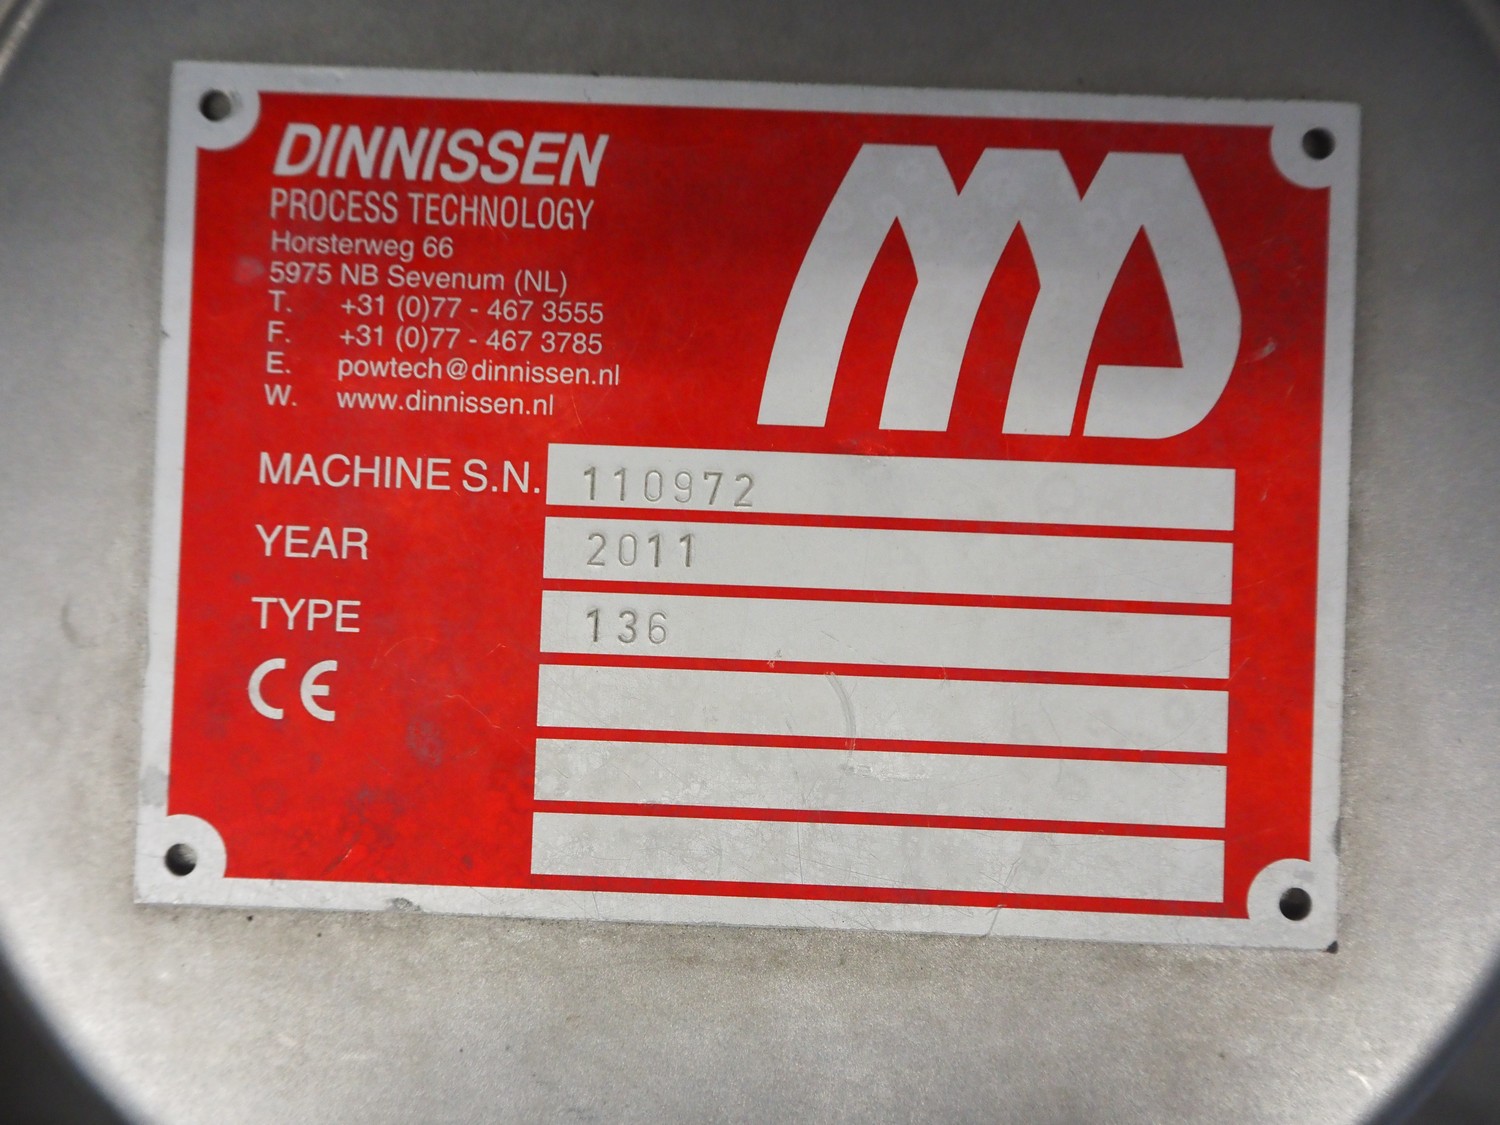 DINNISSEN
PROCESS TECHNOLOGY
Horsterweg 66
5975 NB Sevenum (NL)
T. +31 (0)77 - 467 3555
F. +31 (0)77 - 467 3785
E. powtech@dinnissen.nl
W. www.dinnissen.nl
MACHINE S.N. 110972
YEAR 2011
TYPE 136
CE